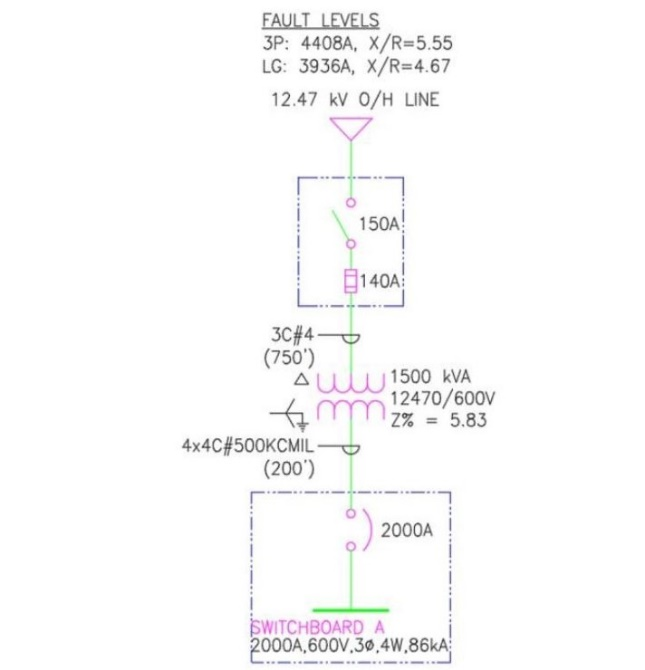 FAULT LEVELS
3P: 4408A, X/R=5.55
LG: 3936A, X/R=4.67
12.47 kV O/H LINE
150A
140A
3C#4
(750')
1500 kVA
12470/600V
Z% = 5.83
4x4C#500KCMIL
(200')
2000A
SWITCHBOARD A
2000A,600V,3ø,4W,86kA